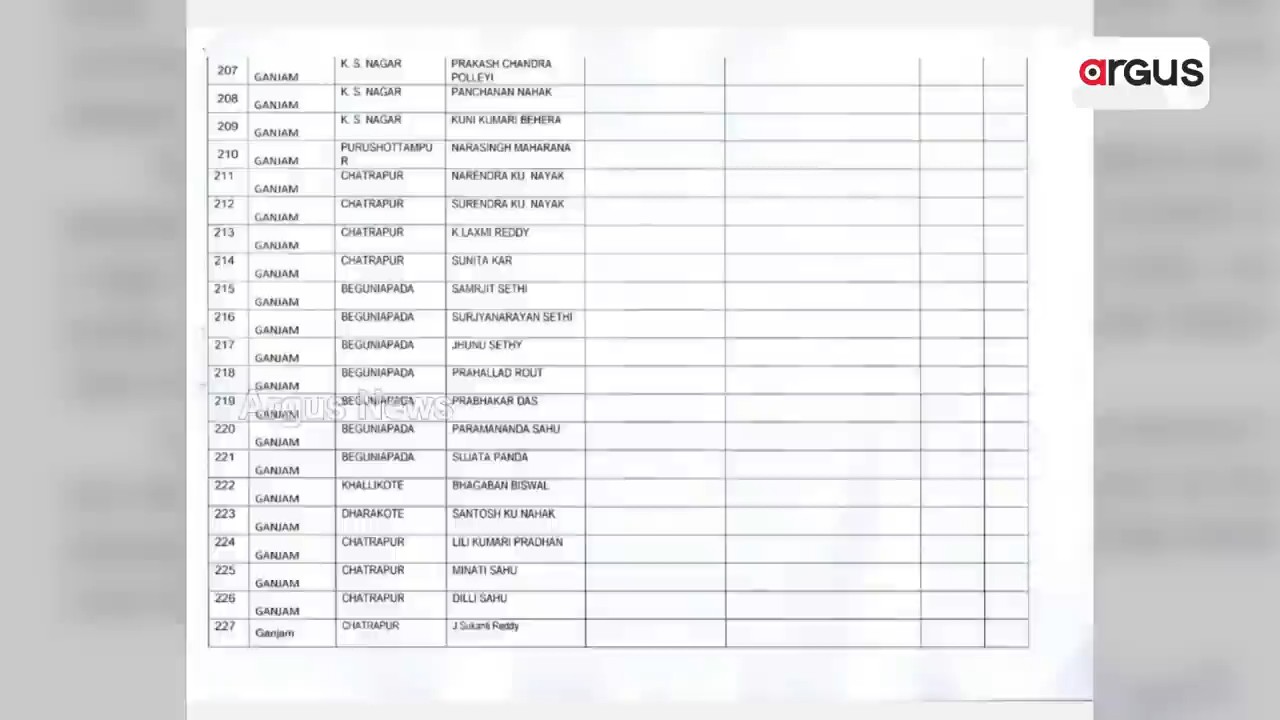 argus
207 GANJAM K. S. NAGAR PRAKASH CHANDRA
POLLEYI
208 GANJAM K. S. NAGAR PANCHANAN NAHAK
209 GANJAM K. S. NAGAR KUNI KUMARI BEHERA
210 GANJAM PURUSHOTTAMPU NARASINGH MAHARANA
R
211 GANJAM CHATRAPUR NARENDRA KU. NAYAK
212 GANJAM CHATRAPUR SURENDRA KU. NAYAK
213 GANJAM CHATRAPUR K.LAXMI REDDY
214 GANJAM CHATRAPUR SUNITA KAR
215 GANJAM BEGUNIAPADA SAMRJIT SETHI
216 GANJAM BEGUNIAPADA SURJYANARAYAN SETHI
217 GANJAM BEGUNIAPADA JHUNU SETHY
218 GANJAM BEGUNIAPADA PRAHALLAD ROUT
219 GANJAM BEGUNIAPADA PRABHAKAR DAS
Argus News
220 GANJAM BEGUNIAPADA PARAMANANDA SAHU
221 GANJAM BEGUNIAPADA SUJATA PANDA
222 GANJAM KHALLIKOTE BHAGABAN BISWAL
223 GANJAM DHARAKOTE SANTOSH KU NAHAK
224 GANJAM CHATRAPUR LILI KUMARI PRADHAN
225 GANJAM CHATRAPUR MINATI SAHU
226 GANJAM CHATRAPUR DILLI SAHU
227 Ganjam CHATRAPUR J Sukanti Reddy